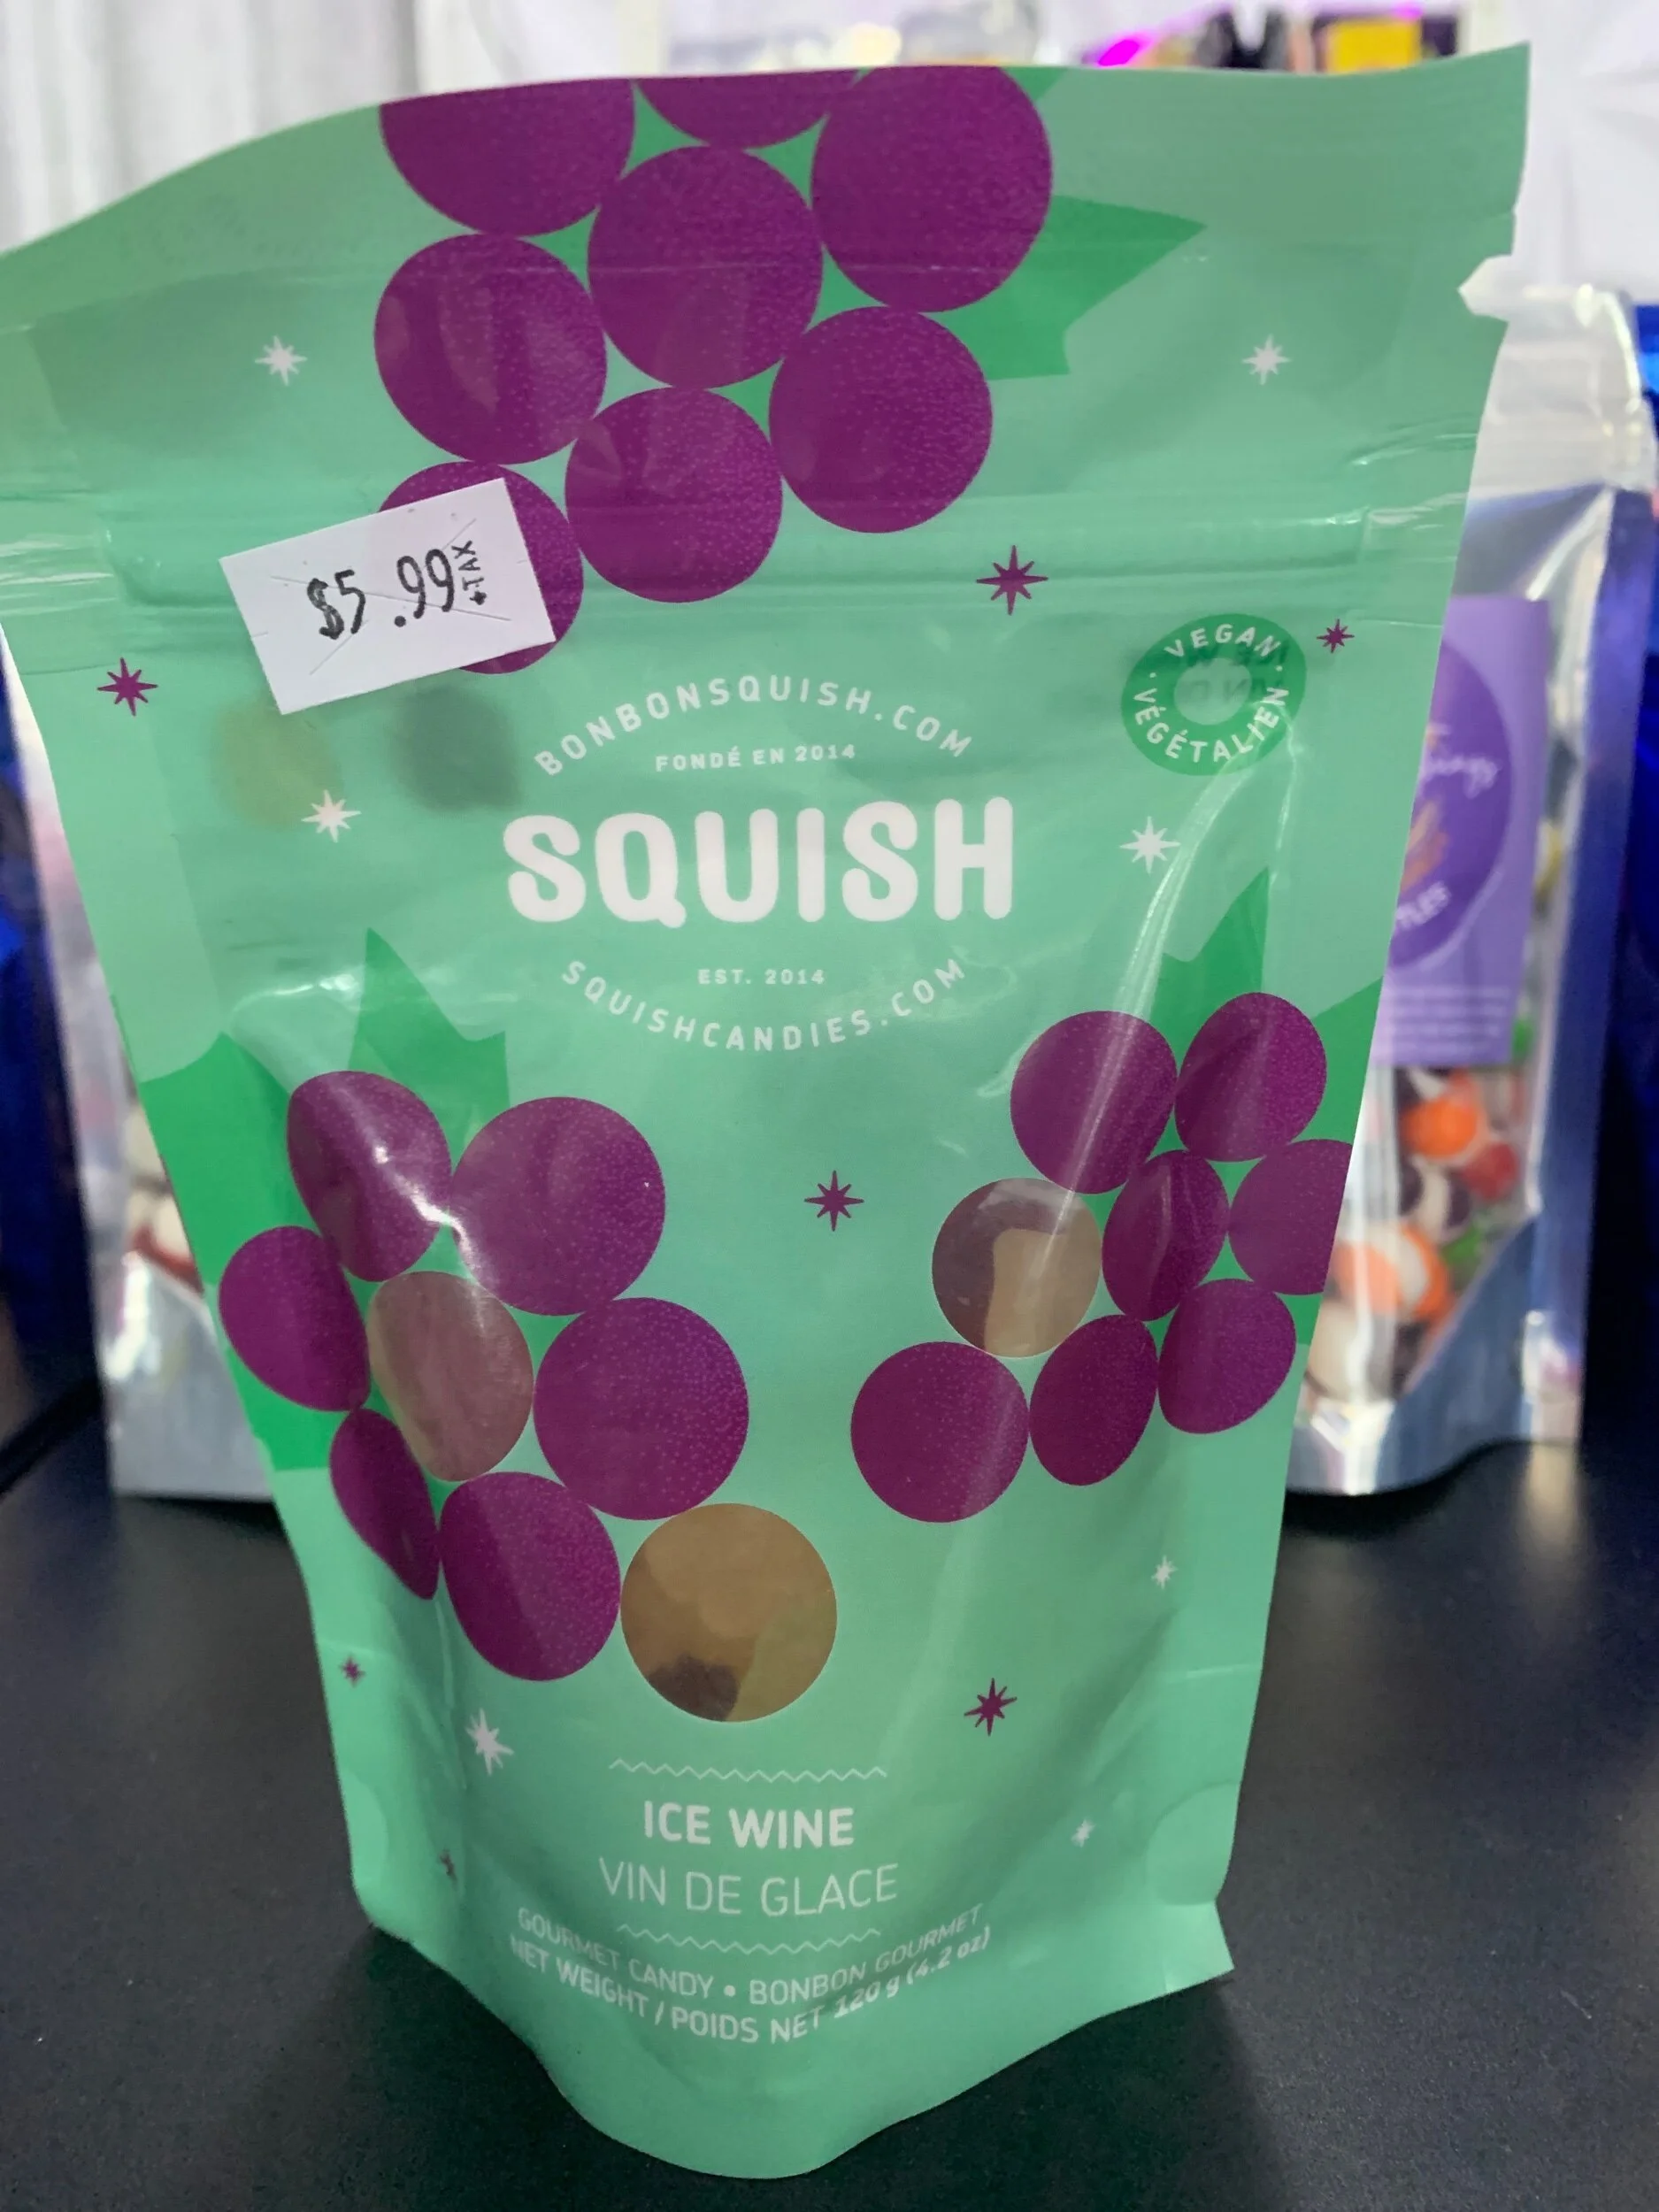 $5.99 +TAX
VEGAN · VÉGÉTALIEN ·
BONBONSQUISH.COM
FONDÉ EN 2014
SQUISH
EST. 2014
SQUISHCANDIES.COM
ICE WINE
VIN DE GLACE
GOURMET CANDY • BONBON GOURMET
NET WEIGHT / POIDS NET 120 g (4.2 oz)